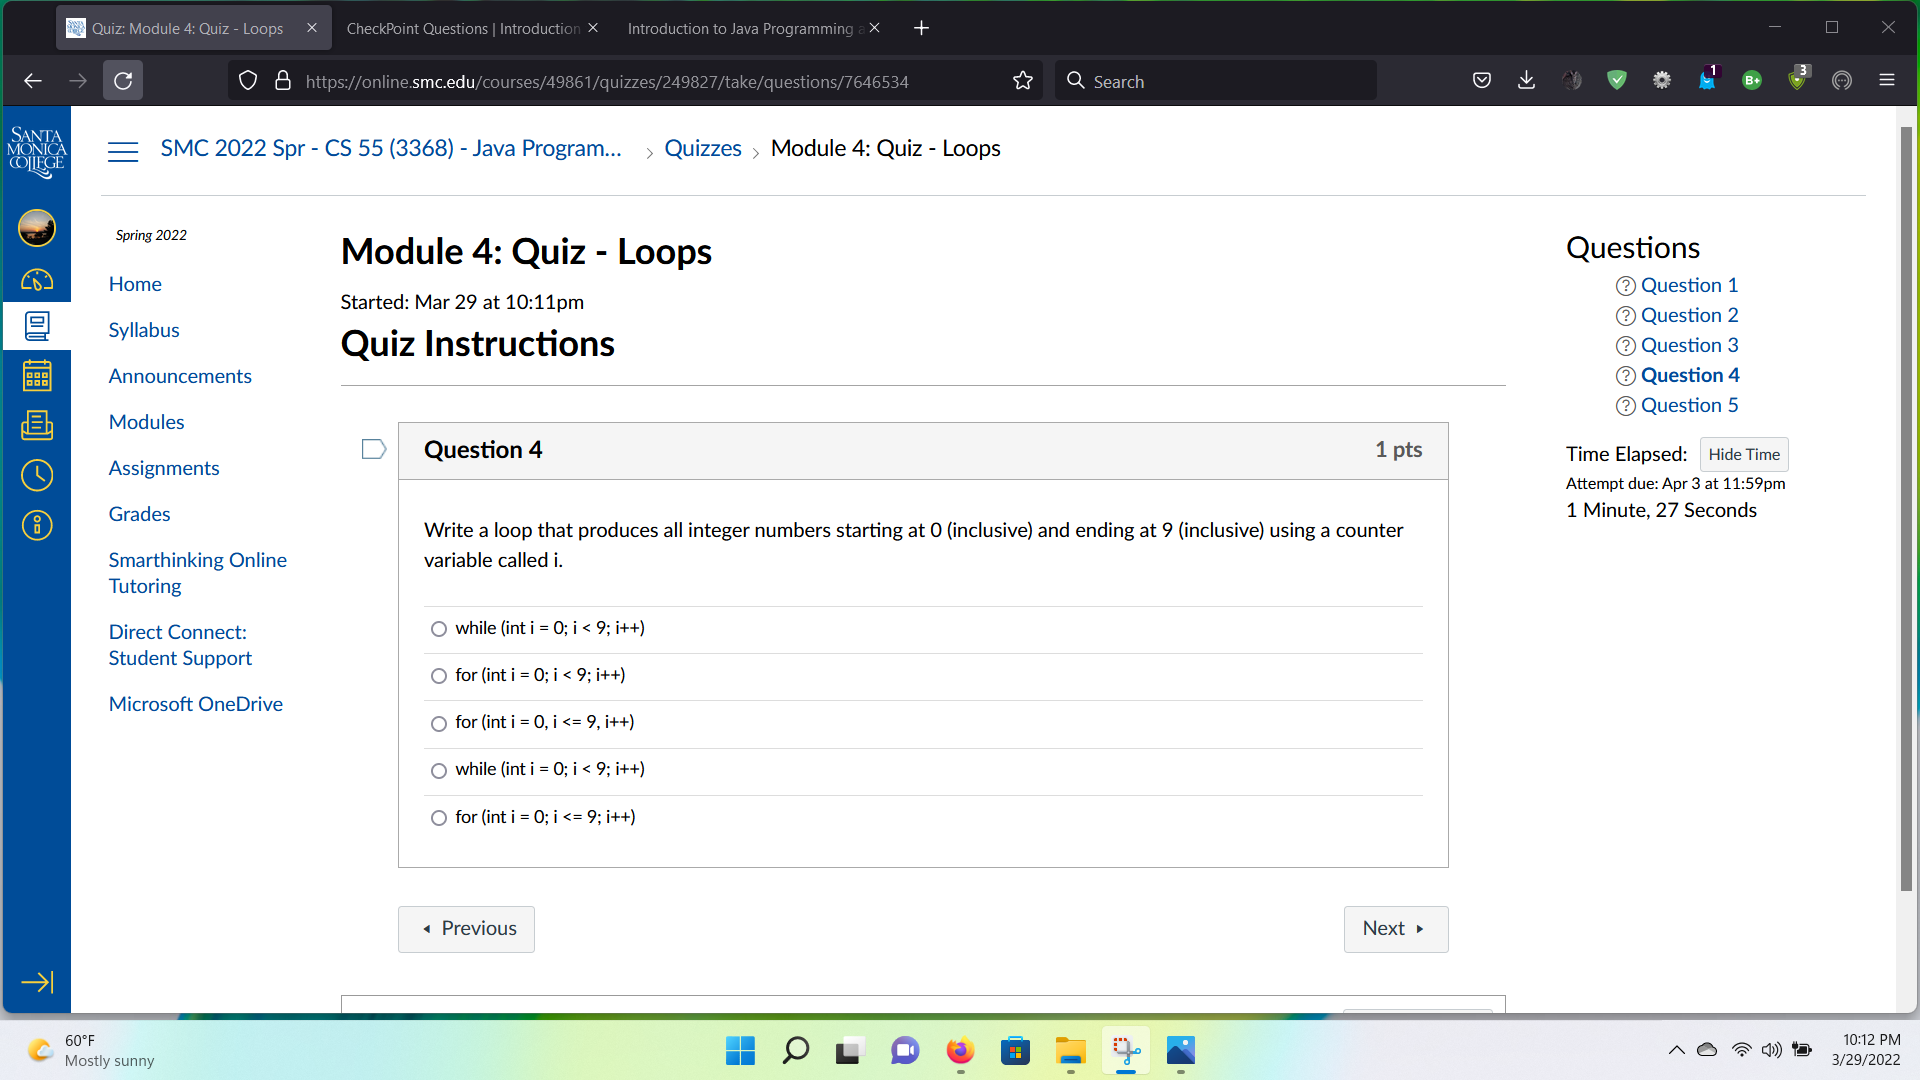 Quiz: Module 4: Quiz - Loops
CheckPoint Questions | Introduction
Introduction to Java Programming a
https://online.smc.edu/courses/49861/quizzes/249827/take/questions/7646534
Search
1
B+
3
SANTA
MONICA
COLLEGE
SMC 2022 Spr - CS 55 (3368) - Java Program...
Quizzes
Module 4: Quiz - Loops
Spring 2022
Home
Syllabus
Announcements
Modules
Assignments
Grades
Smarthinking Online
Tutoring
Direct Connect:
Student Support
Microsoft OneDrive
Module 4: Quiz - Loops
Started: Mar 29 at 10:11pm
Quiz Instructions
Question 4
1 pts
Write a loop that produces all integer numbers starting at 0 (inclusive) and ending at 9 (inclusive) using a counter
variable called i.
while (int i = 0; i < 9; i++)
for (int i = 0; i < 9; i++)
for (int i = 0, i <= 9, i++)
while (int i = 0; i < 9; i++)
for (int i = 0; i <= 9; i++)
Previous
Next
Questions
Question 1
Question 2
Question 3
Question 4
Question 5
Time Elapsed:
Hide Time
Attempt due: Apr 3 at 11:59pm
1 Minute, 27 Seconds
60°F
Mostly sunny
10:12 PM
3/29/2022